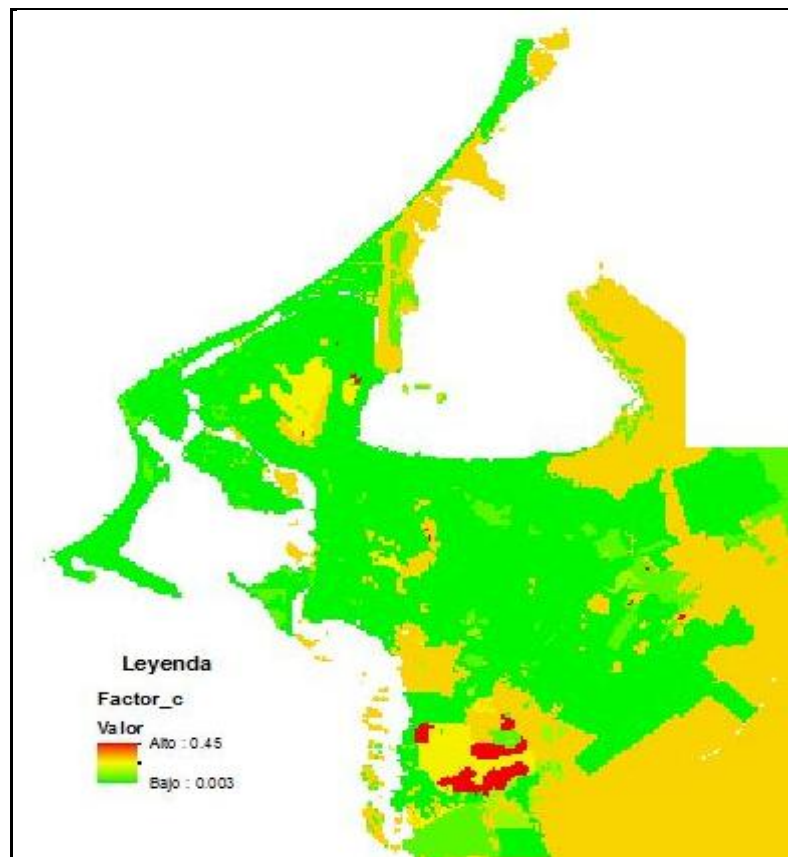 Leyenda
Factor_c
Valor
Alto : 0.45
Bajo : 0.003